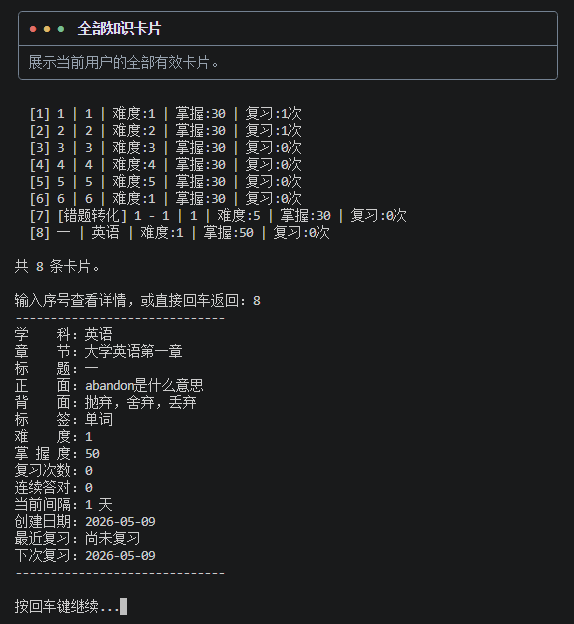 全部知识卡片
展示当前用户的全部有效卡片。
[1] 1 | 1 | 难度:1 | 掌握:30 | 复习:1次
[2] 2 | 2 | 难度:2 | 掌握:30 | 复习:1次
[3] 3 | 3 | 难度:3 | 掌握:30 | 复习:0次
[4] 4 | 4 | 难度:4 | 掌握:30 | 复习:0次
[5] 5 | 5 | 难度:5 | 掌握:30 | 复习:0次
[6] 6 | 6 | 难度:1 | 掌握:30 | 复习:0次
[7] [错题转化] 1 - 1 | 1 | 难度:5 | 掌握:30 | 复习:0次
[8] 一 | 英语 | 难度:1 | 掌握:50 | 复习:0次
共 8 条卡片。
输入序号查看详情，或直接回车返回：8
------------------------------
学    科：英语
章    节：大学英语第一章
标    题：一
正    面：abandon是什么意思
背    面：抛弃，舍弃，丢弃
标    签：单词
难    度：1
掌 握 度：50
复习次数：0
连续答对：0
当前间隔：1 天
创建日期：2026-05-09
最近复习：尚未复习
下次复习：2026-05-09
------------------------------
按回车键继续...